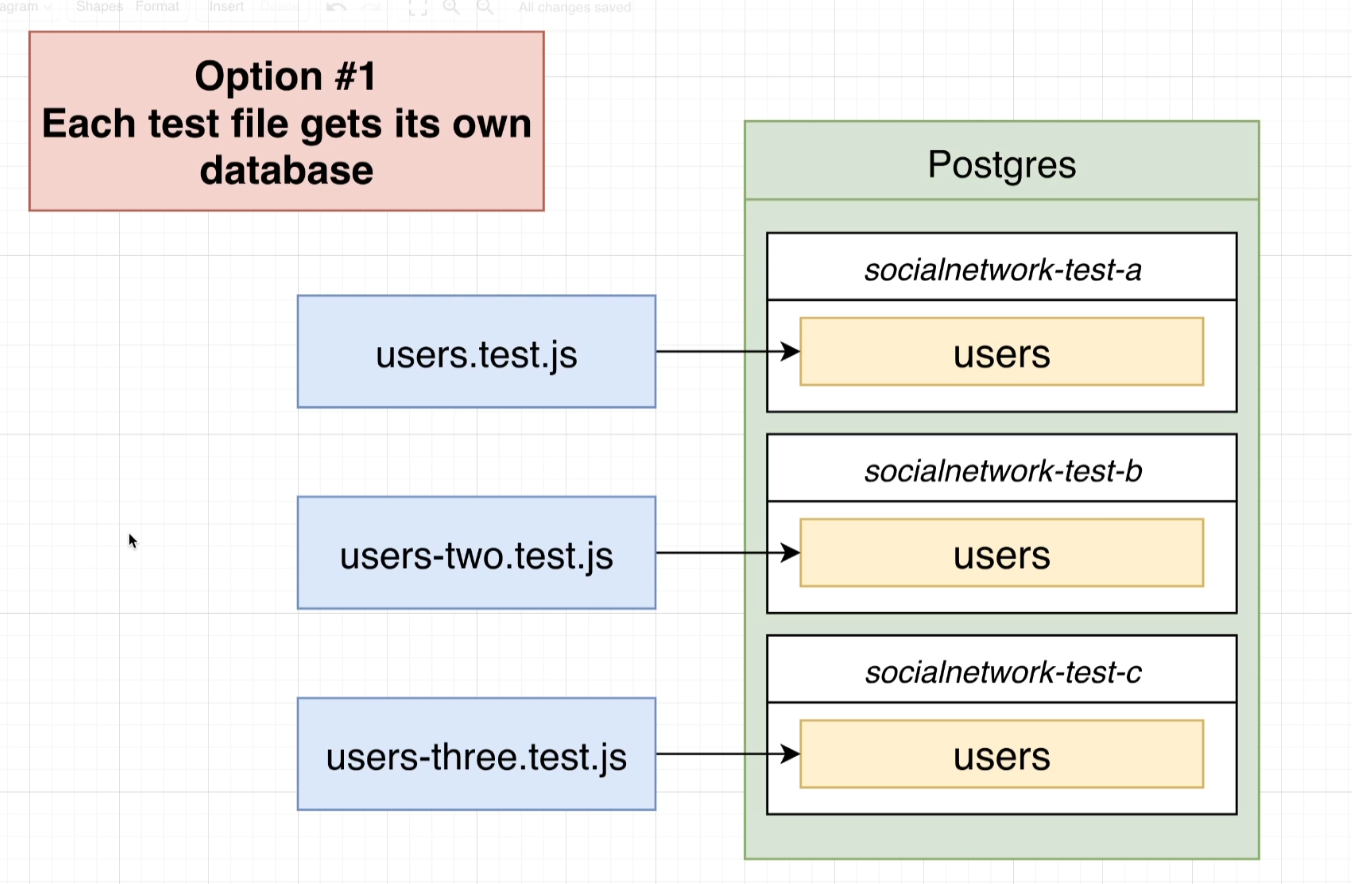 Shapes Format Insert Delete All changes saved
Option #1
Each test file gets its own
database
Postgres
socialnetwork-test-a
users.test.js
users
socialnetwork-test-b
users-two.test.js
users
socialnetwork-test-c
users-three.test.js
users